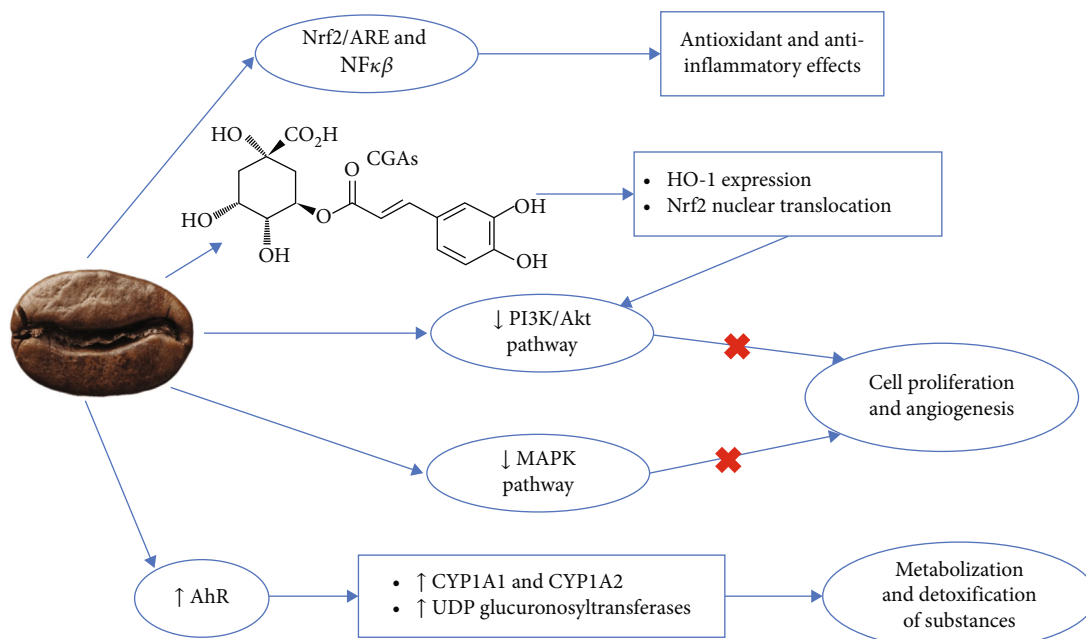 Nrf2/ARE and
NFκβ
Antioxidant and anti-
inflammatory effects
HO
CO₂H
O
CGAs
HO
OH
O
OH
OH
• HO-1 expression
• Nrf2 nuclear translocation
↓ PI3K/Akt
pathway
Cell proliferation
and angiogenesis
↓ MAPK
pathway
↑ AhR
• ↑ CYP1A1 and CYP1A2
• ↑ UDP glucuronosyltransferases
Metabolization
and detoxification
of substances